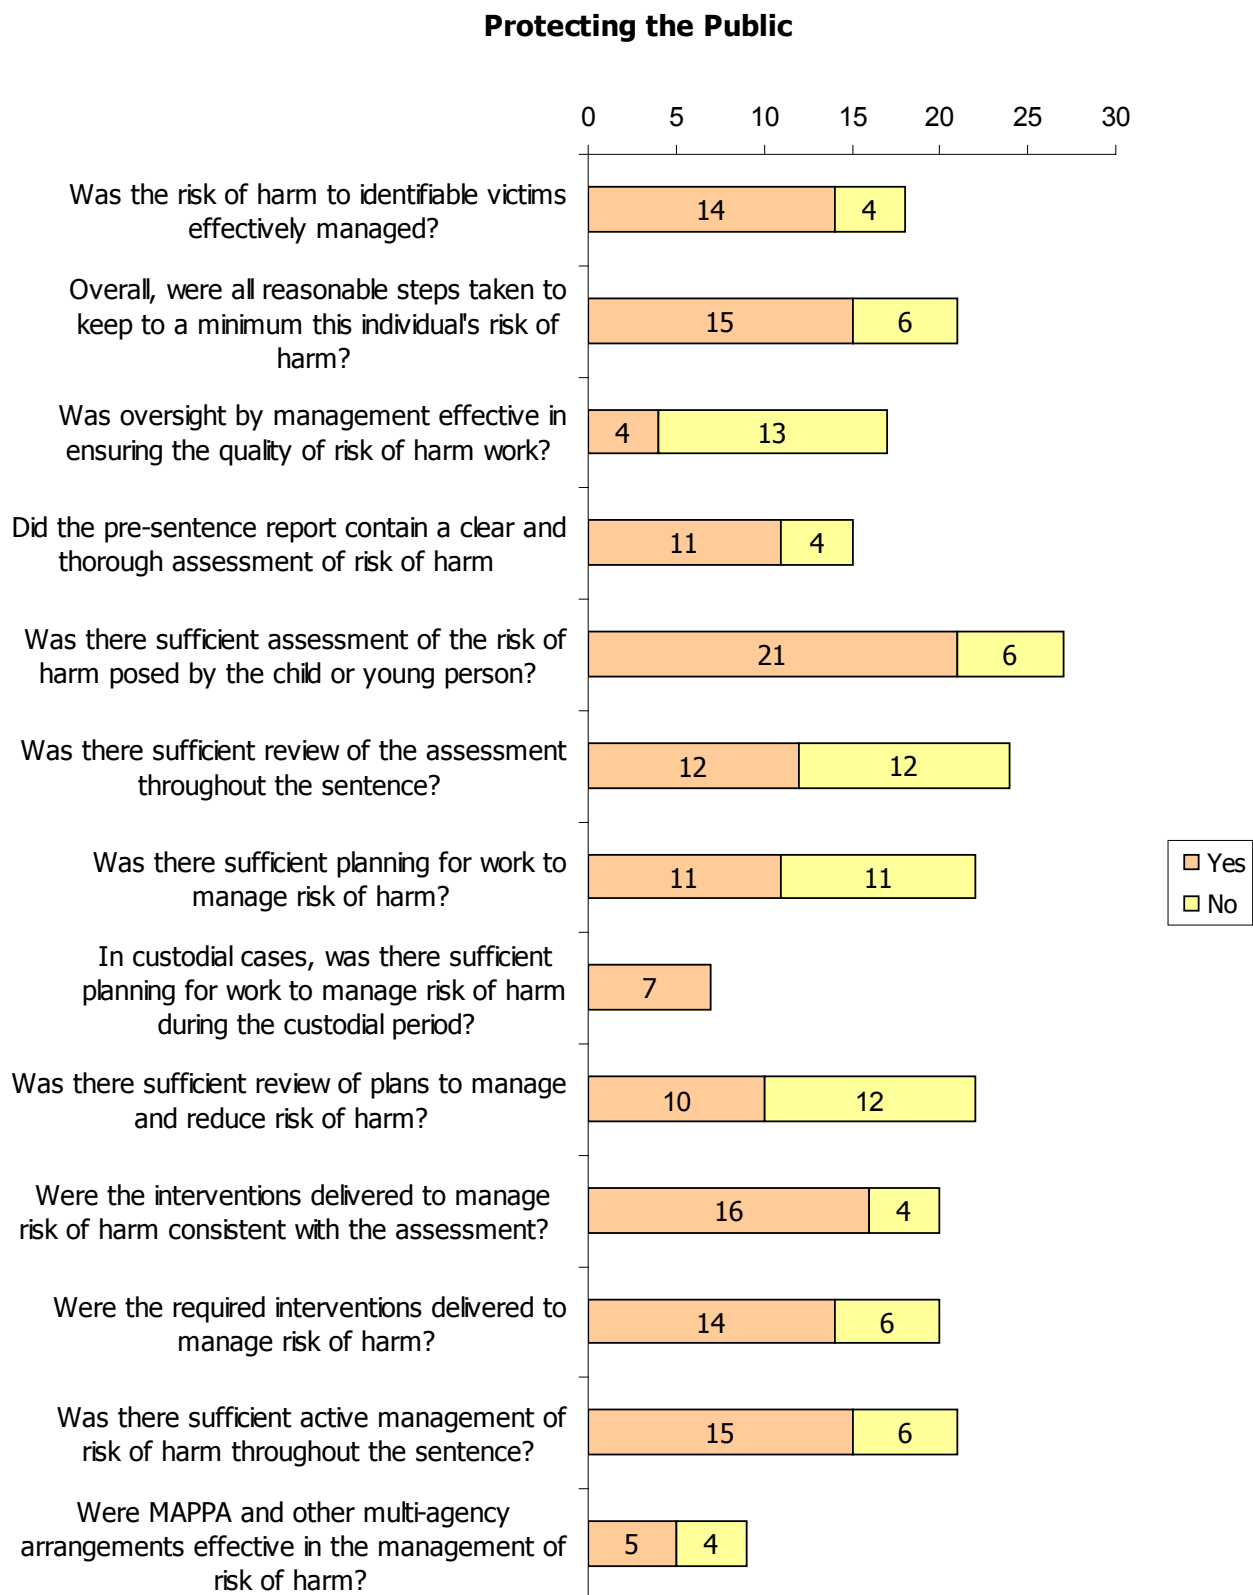 Protecting the Public
0 5 10 15 20 25 30
Was the risk of harm to identifiable victims
effectively managed?
14 4
Overall, were all reasonable steps taken to
keep to a minimum this individual's risk of
harm?
15 6
Was oversight by management effective in
ensuring the quality of risk of harm work?
4 13
Did the pre-sentence report contain a clear and
thorough assessment of risk of harm
11 4
Was there sufficient assessment of the risk of
harm posed by the child or young person?
21 6
Was there sufficient review of the assessment
throughout the sentence?
12 12
Was there sufficient planning for work to
manage risk of harm?
11 11
In custodial cases, was there sufficient
planning for work to manage risk of harm
during the custodial period?
7
Was there sufficient review of plans to manage
and reduce risk of harm?
10 12
Were the interventions delivered to manage
risk of harm consistent with the assessment?
16 4
Were the required interventions delivered to
manage risk of harm?
14 6
Was there sufficient active management of
risk of harm throughout the sentence?
15 6
Were MAPPA and other multi-agency
arrangements effective in the management of
risk of harm?
5 4
Yes
No